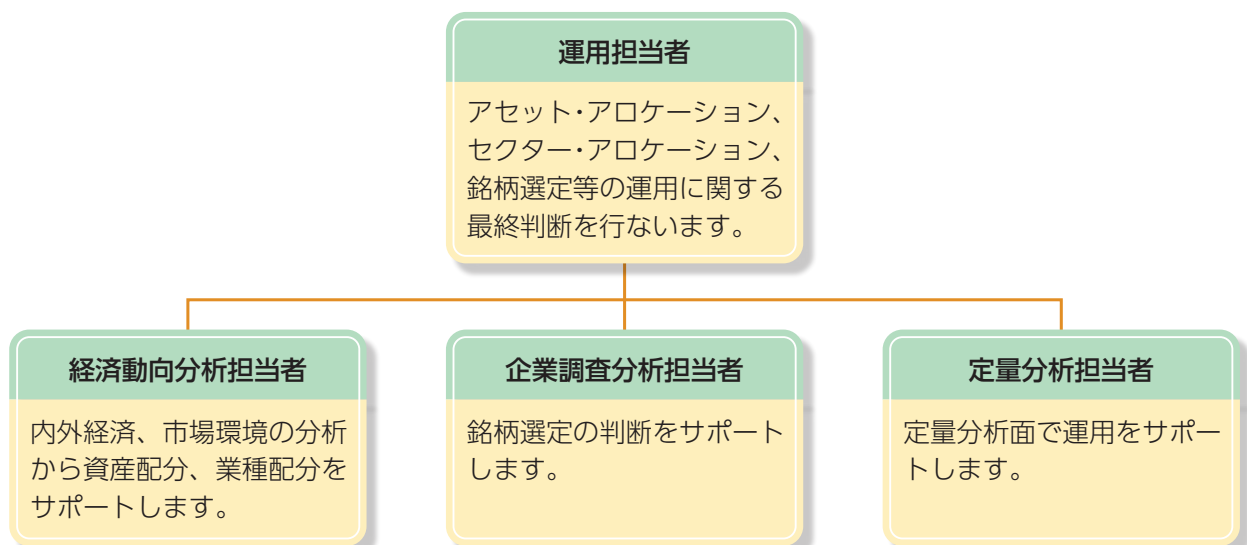 運用担当者
アセット・アロケーション、
セクター・アロケーション、
銘柄選定等の運用に関する
最終判断を行ないます。
経済動向分析担当者
内外経済、市場環境の分析
から資産配分、業種配分を
サポートします。
企業調査分析担当者
銘柄選定の判断をサポート
します。
定量分析担当者
定量分析面で運用をサポー
トします。